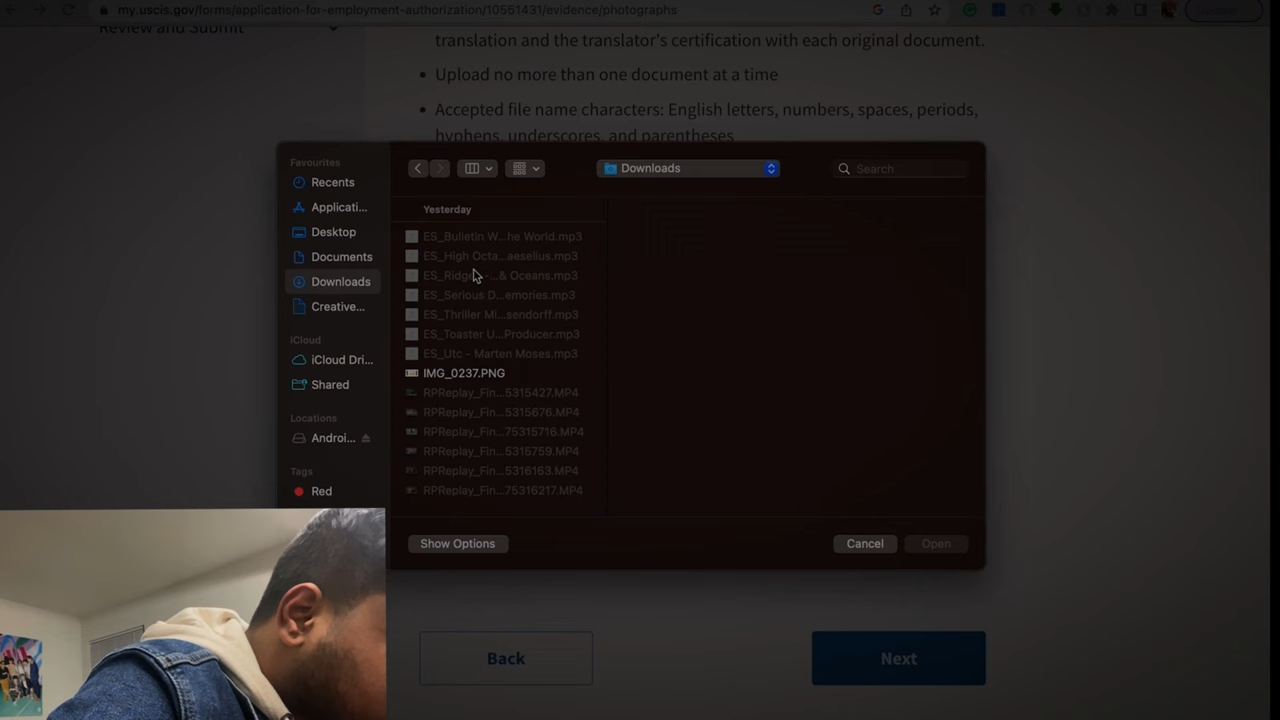 my.uscis.gov/forms/application-for-employment-authorization/10551431/evidence/photographs
Review and Submit
translation and the translator's certification with each original document.
• Upload no more than one document at a time
• Accepted file name characters: English letters, numbers, spaces, periods,
hyphens, underscores, and parentheses
Favourites
Recents
Applicati...
Desktop
Documents
Downloads
Creative...
iCloud
iCloud Dri...
Shared
Locations
Androi...
Tags
Red
Downloads
Search
Yesterday
ES_Bulletin W...he World.mp3
ES_High Octa...aeselius.mp3
ES_Ridge -...& Oceans.mp3
ES_Serious D...emories.mp3
ES_Thriller Mi...sendorff.mp3
ES_Toaster U...Producer.mp3
ES_Utc - Marten Moses.mp3
IMG_0237.PNG
RPReplay_Fin...5315427.MP4
RPReplay_Fin...5315676.MP4
RPReplay_Fin...75315716.MP4
RPReplay_Fin...5315759.MP4
RPReplay_Fin...5316163.MP4
RPReplay_Fin...75316217.MP4
Show Options
Cancel
Open
Back
Next